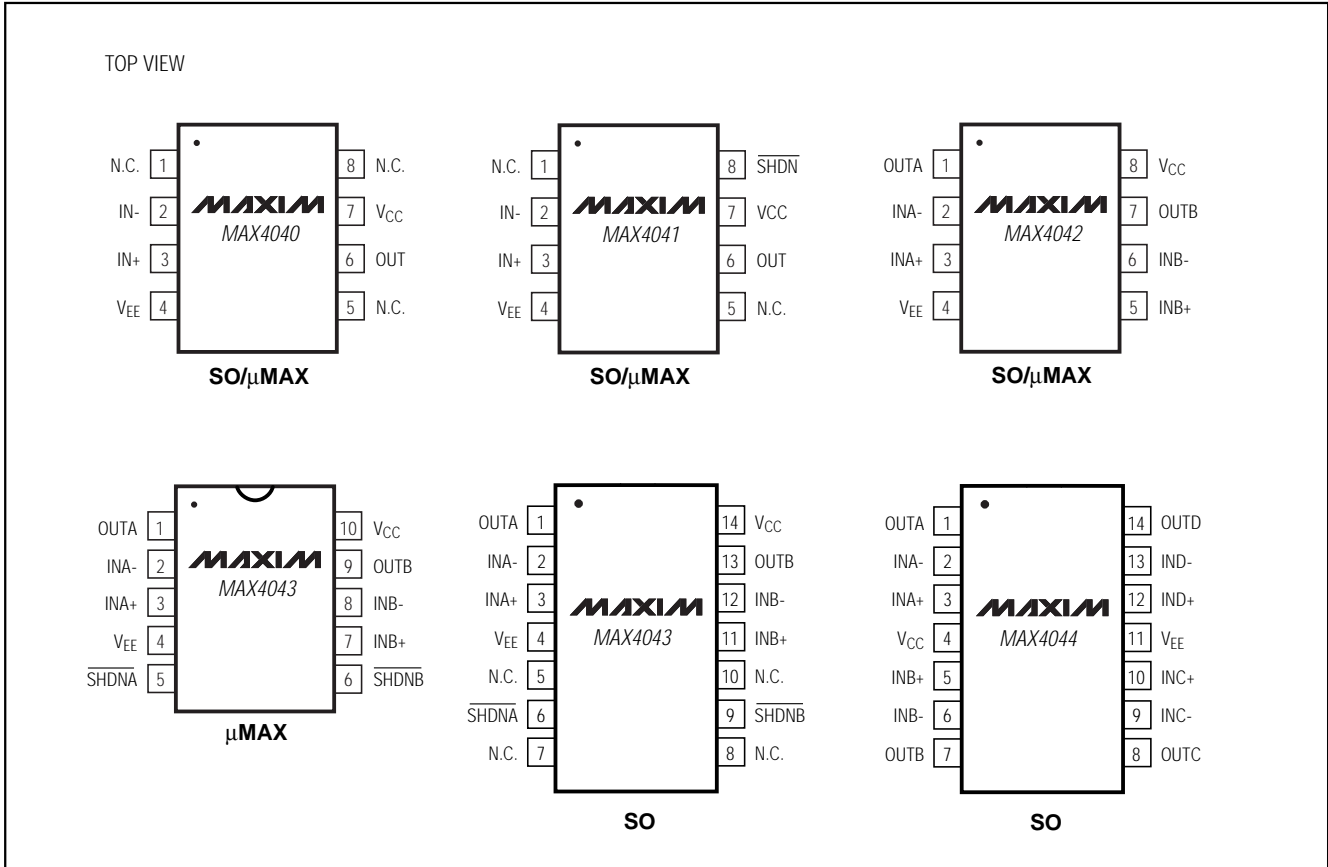 TOP VIEW
N.C. 1 8 N.C.
IN- 2 7 VCC
IN+ 3 6 OUT
VEE 4 5 N.C.
MAXIM
MAX4040
SO/μMAX
N.C. 1 8 SHDN
IN- 2 7 VCC
IN+ 3 6 OUT
VEE 4 5 N.C.
MAXIM
MAX4041
SO/μMAX
OUTA 1 8 VCC
INA- 2 7 OUTB
INA+ 3 6 INB-
VEE 4 5 INB+
MAXIM
MAX4042
SO/μMAX
OUTA 1 10 VCC
INA- 2 9 OUTB
INA+ 3 8 INB-
VEE 4 7 INB+
SHDNA 5 6 SHDNB
MAXIM
MAX4043
μMAX
OUTA 1 14 VCC
INA- 2 13 OUTB
INA+ 3 12 INB-
VEE 4 11 INB+
N.C. 5 10 N.C.
SHDNA 6 9 SHDNB
N.C. 7 8 N.C.
MAXIM
MAX4043
SO
OUTA 1 14 OUTD
INA- 2 13 IND-
INA+ 3 12 IND+
VCC 4 11 VEE
INB+ 5 10 INC+
INB- 6 9 INC-
OUTB 7 8 OUTC
MAXIM
MAX4044
SO